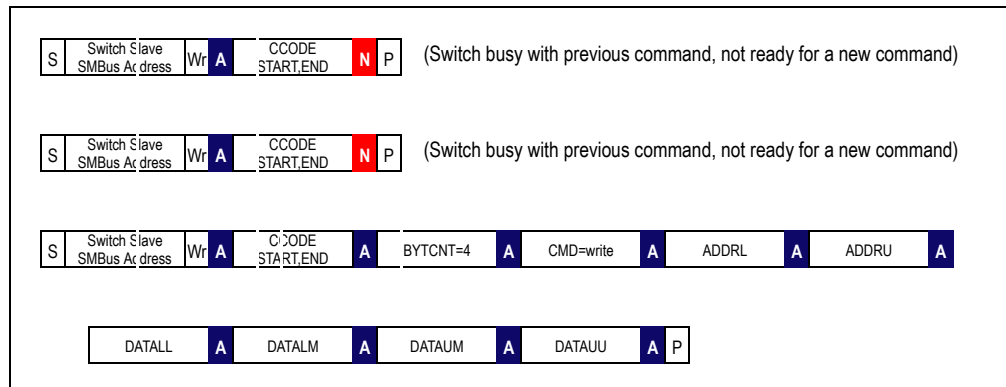 S Switch Slave SMBus Address Wr A CCODE START,END N P (Switch busy with previous command, not ready for a new command)
S Switch Slave SMBus Address Wr A CCODE START,END N P (Switch busy with previous command, not ready for a new command)
S Switch Slave SMBus Address Wr A CCODE START,END A BYTCNT=4 A CMD=write A ADDRL A ADDRU A
DATALL A DATALM A DATAUM A DATAUU A P